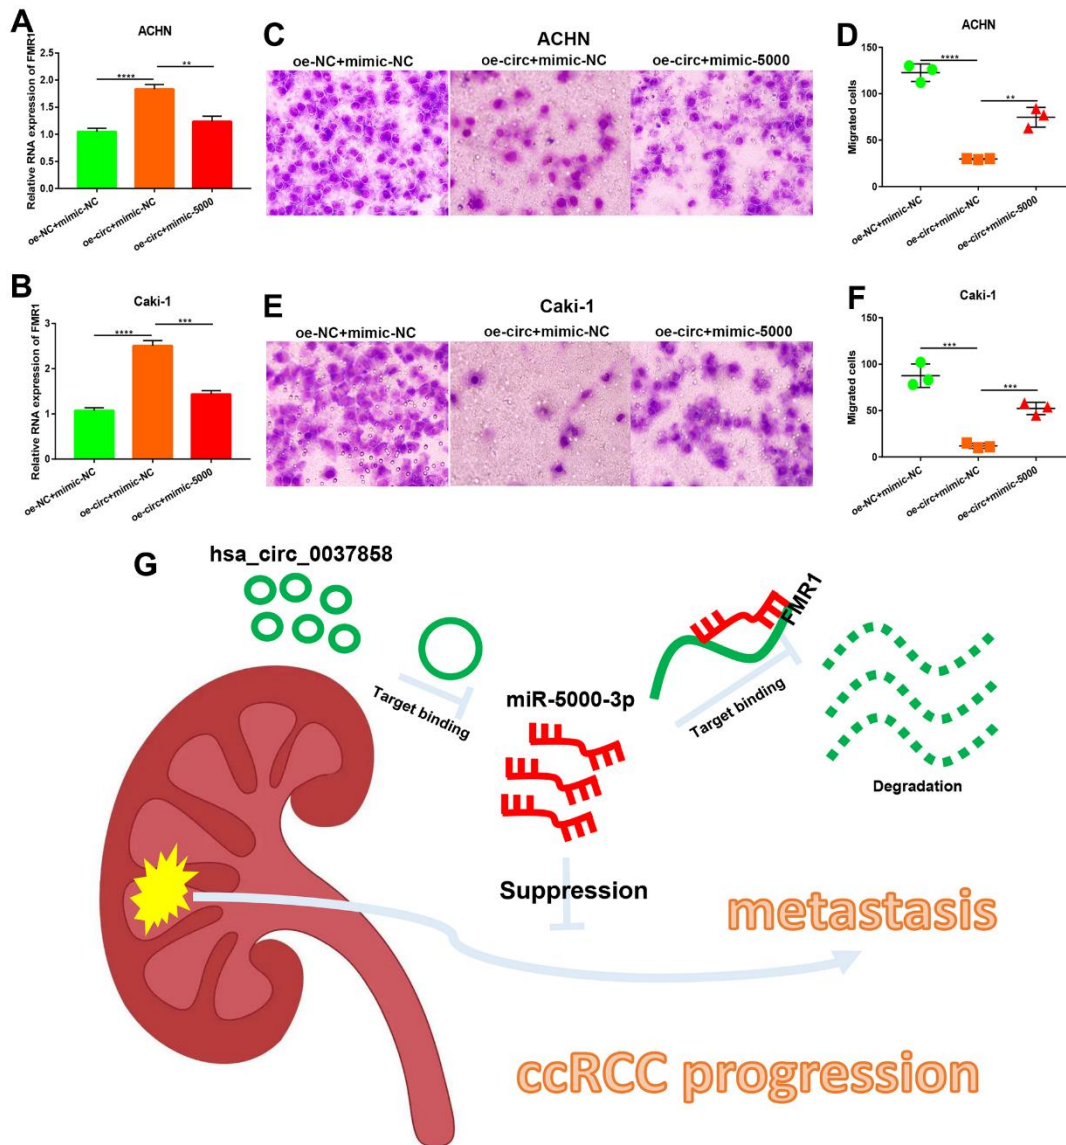 A
ACHN
Relative RNA expression of FMR1
2.5
2.0
1.5
1.0
0.5
0.0
****
**
oe-NC+mimic-NC
oe-circ+mimic-NC
oe-circ+mimic-5000
C
ACHN
oe-NC+mimic-NC
oe-circ+mimic-NC
oe-circ+mimic-5000
D
ACHN
Migrated cells
150
100
50
0
****
**
oe-NC+mimic-NC
oe-circ+mimic-NC
oe-circ+mimic-5000
B
Caki-1
Relative RNA expression of FMR1
3
2
1
0
****
***
oe-NC+mimic-NC
oe-circ+mimic-NC
oe-circ+mimic-5000
E
Caki-1
oe-NC+mimic-NC
oe-circ+mimic-NC
oe-circ+mimic-5000
F
Caki-1
Migrated cells
150
100
50
0
***
***
oe-NC+mimic-NC
oe-circ+mimic-NC
oe-circ+mimic-5000
G
hsa_circ_0037858
Target binding
miR-5000-3p
FMR1
Target binding
Degradation
Suppression
metastasis
ccRCC progression